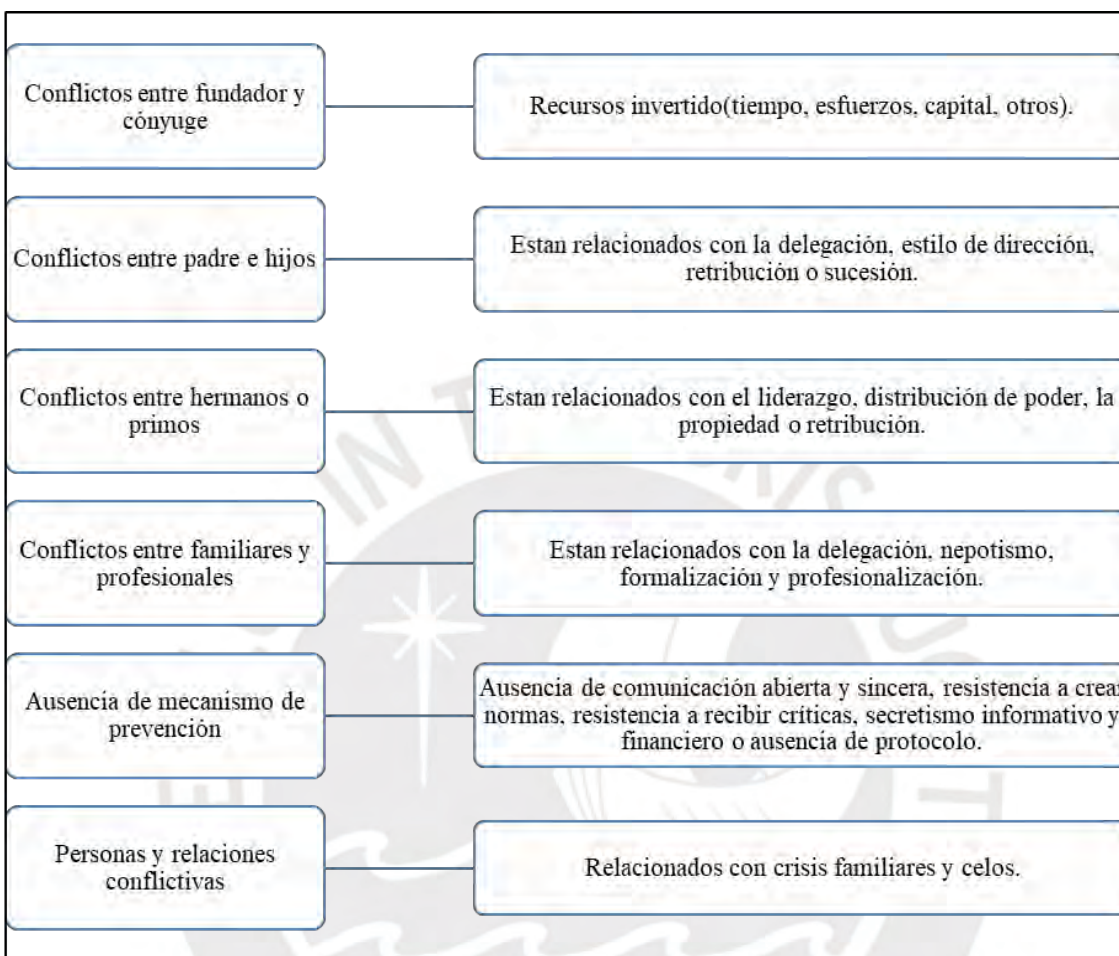 Conflictos entre fundador y
cónyuge
Recursos invertido(tiempo, esfuerzos, capital, otros).
Conflictos entre padre e hijos
Estan relacionados con la delegación, estilo de dirección,
retribución o sucesión.
Conflictos entre hermanos o
primos
Estan relacionados con el liderazgo, distribución de poder, la
propiedad o retribución.
Conflictos entre familiares y
profesionales
Estan relacionados con la delegación, nepotismo,
formalización y profesionalización.
Ausencia de mecanismo de
prevención
Ausencia de comunicación abierta y sincera, resistencia a crear
normas, resistencia a recibir críticas, secretismo informativo y
financiero o ausencia de protocolo.
Personas y relaciones
conflictivas
Relacionados con crisis familiares y celos.